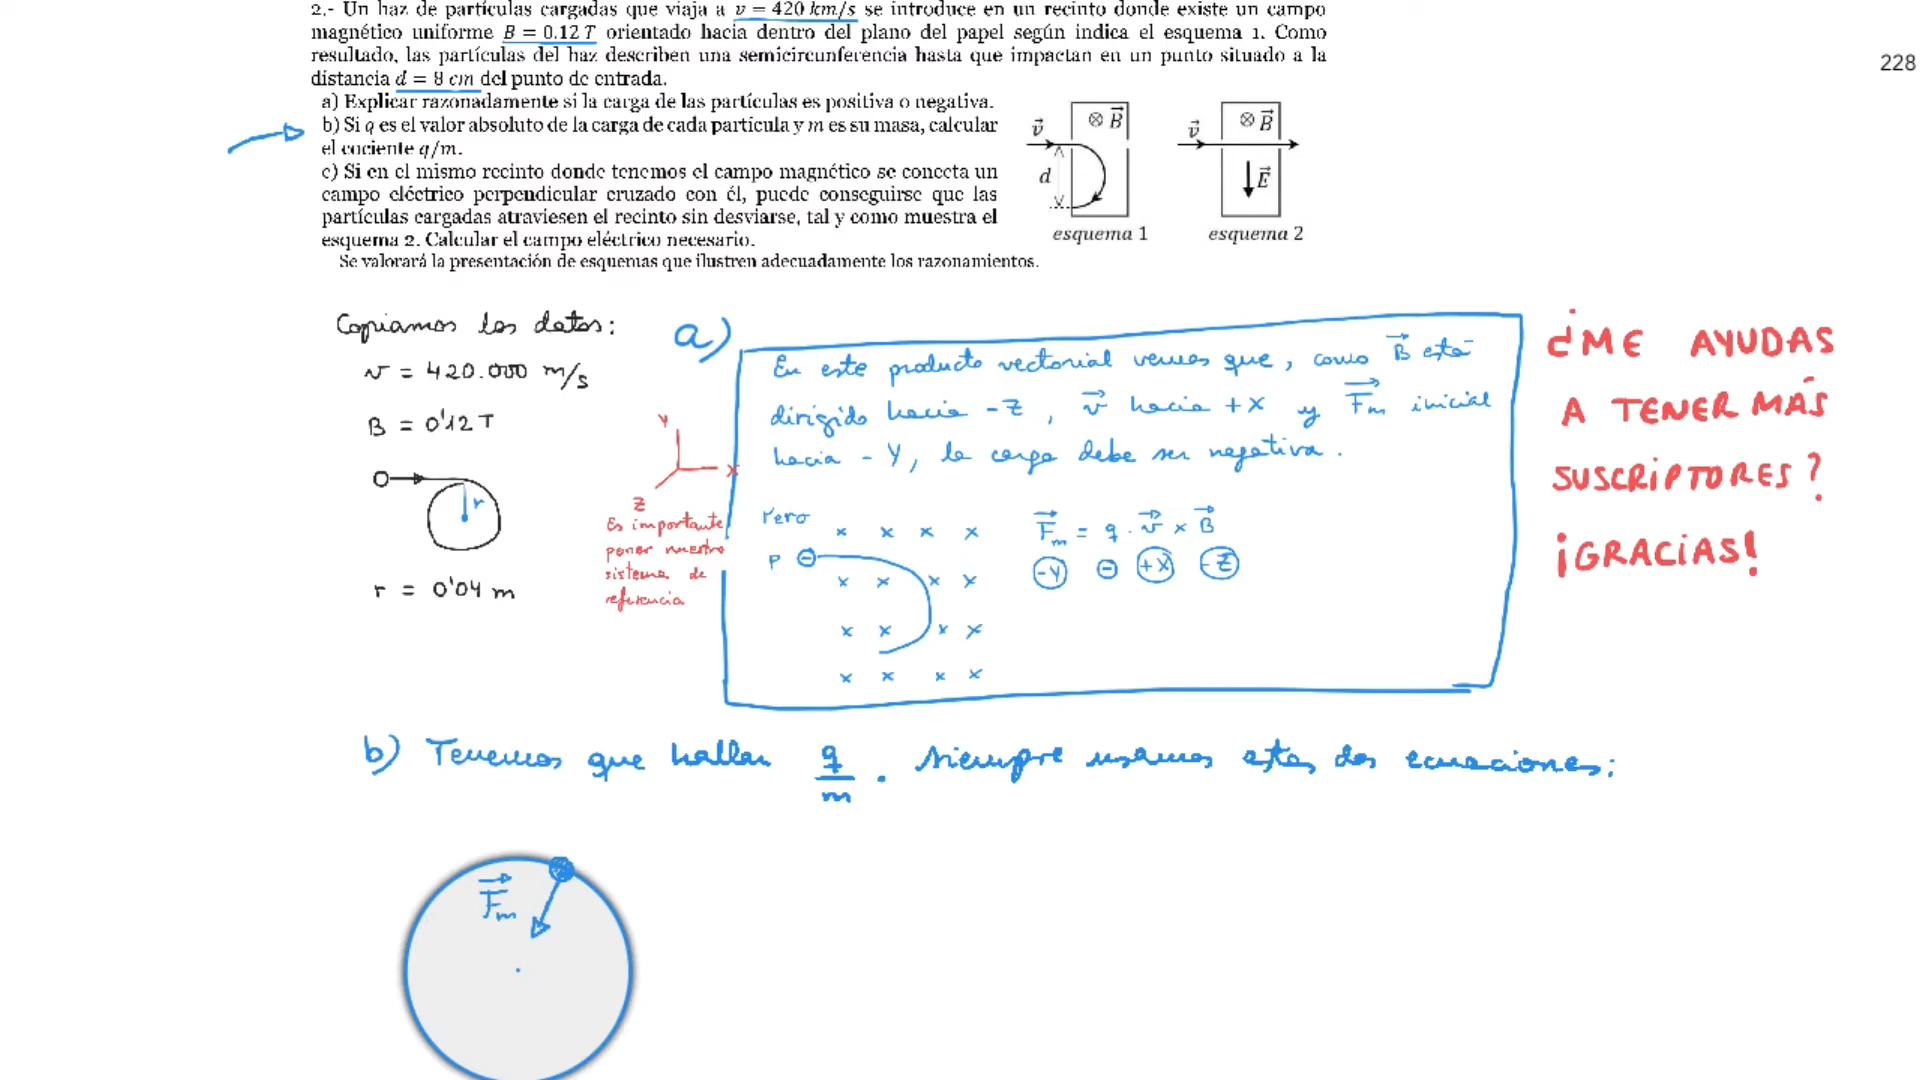 2.- Un haz de partículas cargadas que viaja a v = 420 km/s se introduce en un recinto donde existe un campo
magnético uniforme B = 0.12 T orientado hacia dentro del plano del papel según indica el esquema 1. Como
resultado, las partículas del haz describen una semicircunferencia hasta que impactan en un punto situado a la
distancia d = 8 cm del punto de entrada.
a) Explicar razonadamente si la carga de las partículas es positiva o negativa.
b) Si q es el valor absoluto de la carga de cada partícula y m es su masa, calcular
el cociente q/m.
c) Si en el mismo recinto donde tenemos el campo magnético se conecta un
campo eléctrico perpendicular cruzado con él, puede conseguirse que las
partículas cargadas atraviesen el recinto sin desviarse, tal y como muestra el
esquema 2. Calcular el campo eléctrico necesario.
Se valorará la presentación de esquemas que ilustren adecuadamente los razonamientos.
v⃗ ⊗ B⃗
d
esquema 1
v⃗ ⊗ B⃗
E⃗
esquema 2
228
Copiamos los datos:
v = 420.000 m/s
B = 0'12 T
r
r = 0'04 m
Y
X
Z
Es importante
poner nuestro
sistema de
referencia
a)
En este producto vectorial vemos que, como B⃗ está
dirigido hacia -Z, v⃗ hacia +X y F⃗m inicial
hacia -Y, la carga debe ser negativa.
Pero
x x x x
P ⊖
x x x x
x x x x
x x x x
F⃗m = q · v⃗ × B⃗
-Y ⊖ +X -Z
¿ME AYUDAS
A TENER MÁS
SUSCRIPTORES?
¡GRACIAS!
b) Tenemos que hallar q/m. Siempre usamos estas dos ecuaciones:
F⃗m